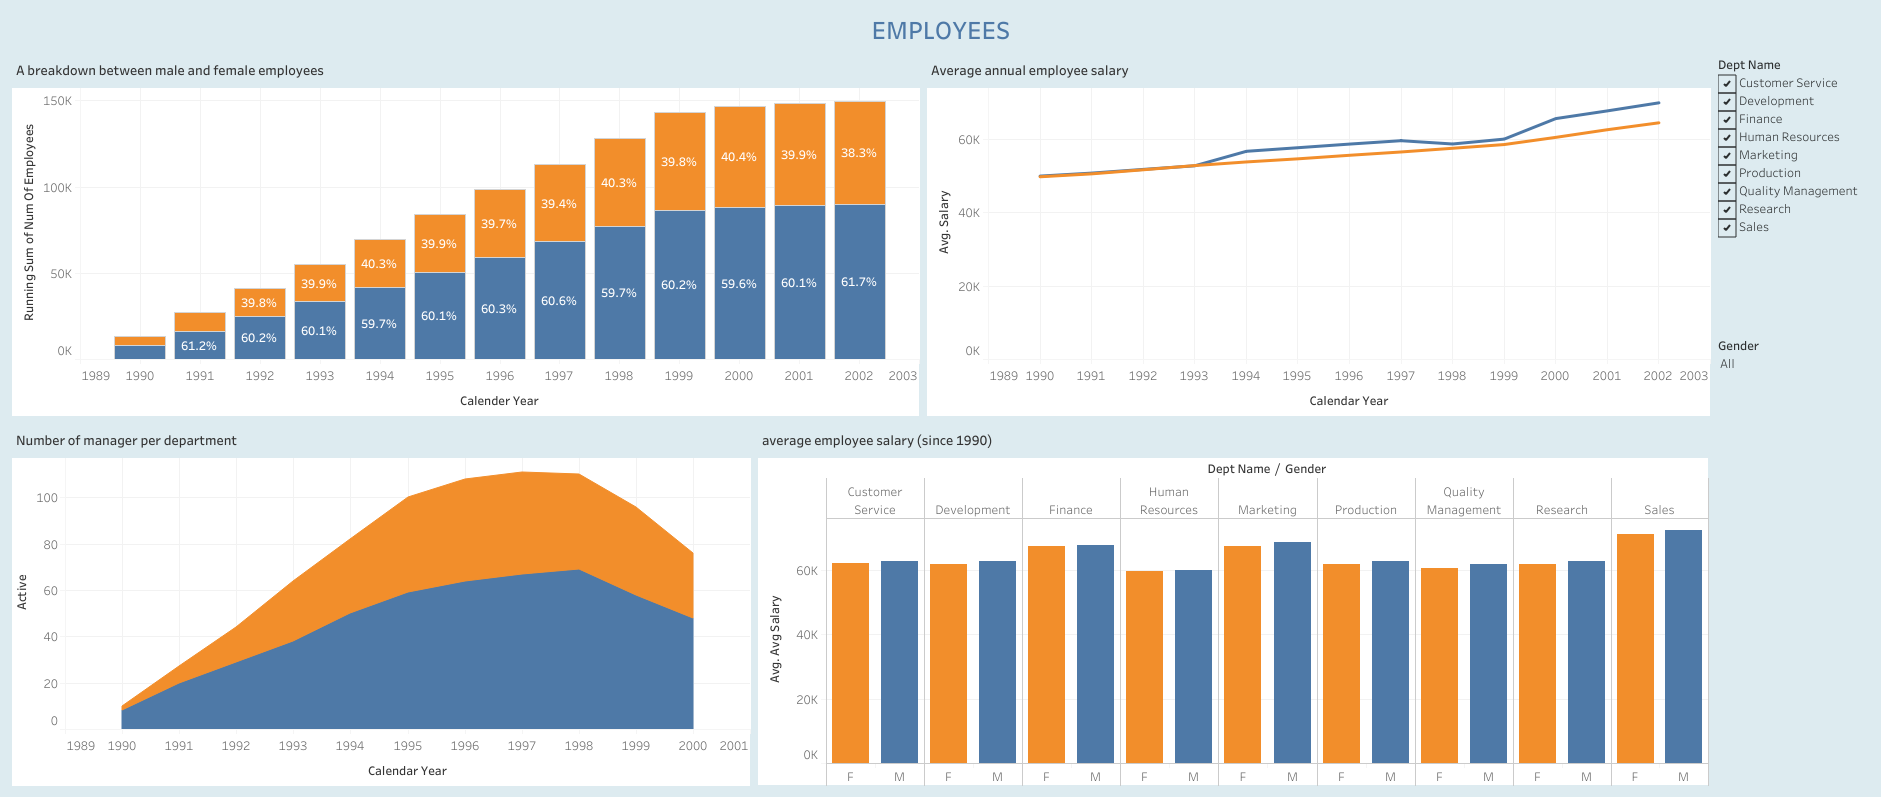 EMPLOYEES
A breakdown between male and female employees
Running Sum of Num Of Employees
150K
100K
50K
0K
61.2%
39.8%
60.2%
39.9%
60.1%
40.3%
59.7%
39.9%
60.1%
39.7%
60.3%
39.4%
60.6%
40.3%
59.7%
39.8%
60.2%
40.4%
59.6%
39.9%
60.1%
38.3%
61.7%
1989 1990 1991 1992 1993 1994 1995 1996 1997 1998 1999 2000 2001 2002 2003
Calender Year
Average annual employee salary
Avg. Salary
60K
40K
20K
0K
1989 1990 1991 1992 1993 1994 1995 1996 1997 1998 1999 2000 2001 2002 2003
Calendar Year
Dept Name
Customer Service
Development
Finance
Human Resources
Marketing
Production
Quality Management
Research
Sales
Gender
All
Number of manager per department
Active
100
80
60
40
20
0
1989 1990 1991 1992 1993 1994 1995 1996 1997 1998 1999 2000 2001
Calendar Year
average employee salary (since 1990)
Dept Name / Gender
Customer
Service
Development
Finance
Human
Resources
Marketing
Production
Quality
Management
Research
Sales
Avg. Avg Salary
60K
40K
20K
0K
F M F M F M F M F M F M F M F M F M